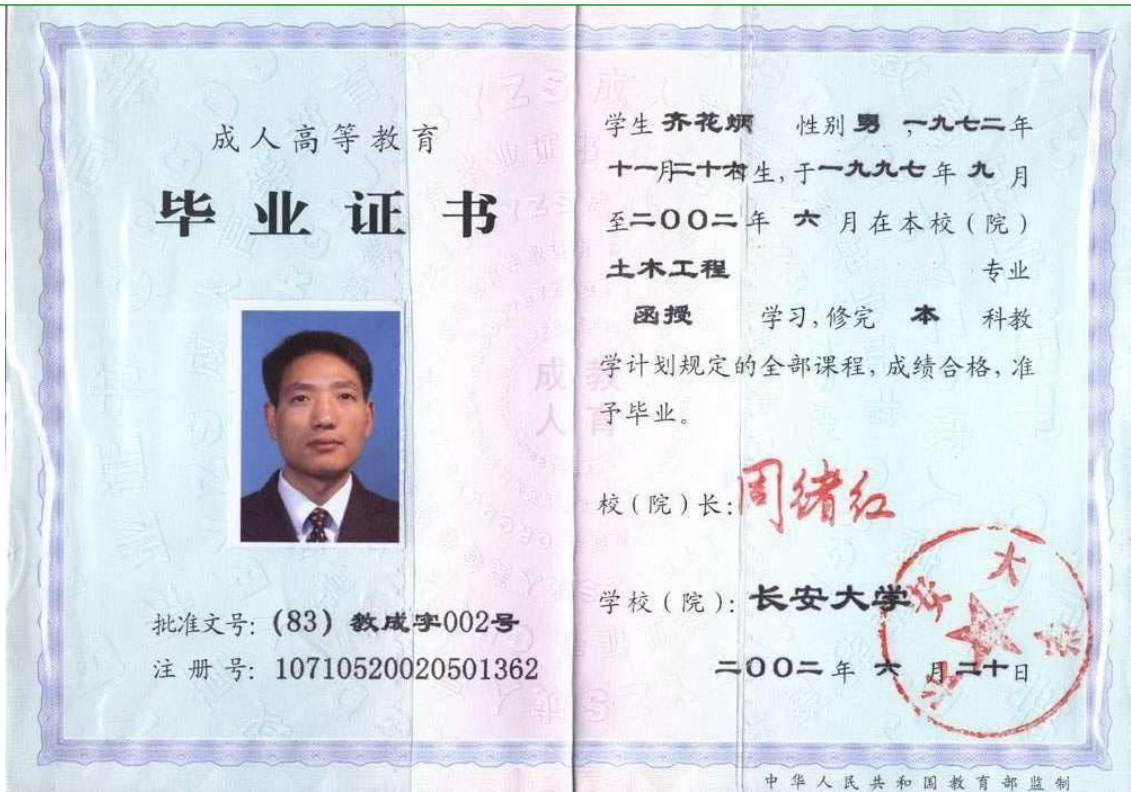 成人高等教育
毕业证书
批准文号: (83) 教成字002号
注 册 号: 10710520020501362
学生 齐花炳 性别 男 , 一九七二年
十一月二十六日生, 于一九九七年 九 月
至二〇〇二年 六 月在本校(院)
土木工程 专业
函授 学习, 修完 本 科教
学计划规定的全部课程, 成绩合格, 准
予毕业。
校(院)长: 周绪红
学校(院): 长安大学
二〇〇二年 六 月二十日
中华人民共和国教育部监制
成教
人育